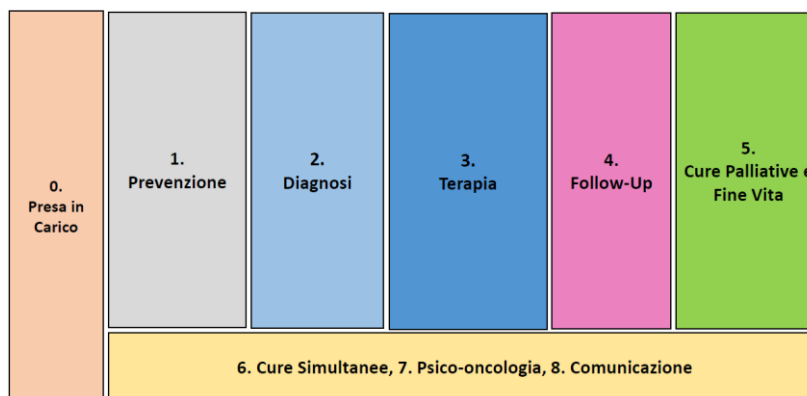 0.
Presa in
Carico
1.
Prevenzione
2.
Diagnosi
3.
Terapia
4.
Follow-Up
5.
Cure Palliative e
Fine Vita
6. Cure Simultanee, 7. Psico-oncologia, 8. Comunicazione